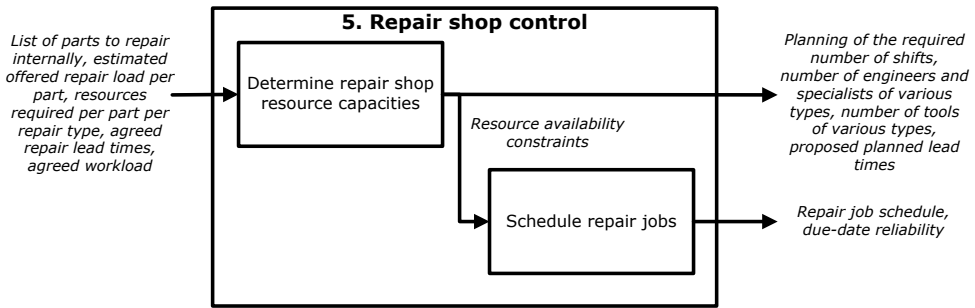 5. Repair shop control
List of parts to repair
internally, estimated
offered repair load per
part, resources
required per part per
repair type, agreed
repair lead times,
agreed workload
Determine repair shop
resource capacities
Planning of the required
number of shifts,
number of engineers and
specialists of various
types, number of tools
of various types,
proposed planned lead
times
Resource availability
constraints
Schedule repair jobs
Repair job schedule,
due-date reliability